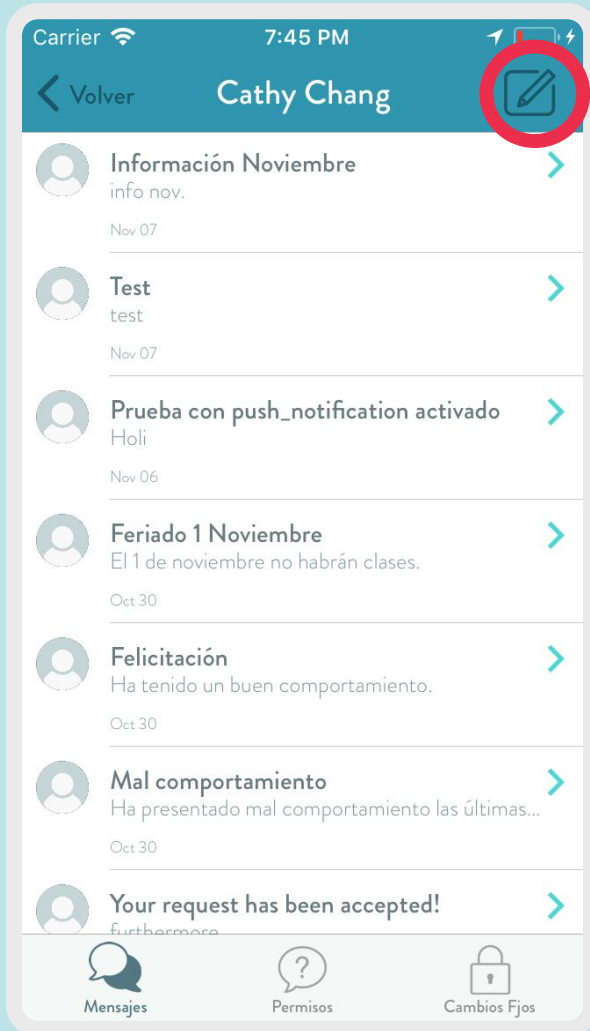 Carrier 7:45 PM
Volver Cathy Chang
Información Noviembre
info nov.
Nov 07
Test
test
Nov 07
Prueba con push_notification activado
Holi
Nov 06
Feriado 1 Noviembre
El 1 de noviembre no habrán clases.
Oct 30
Felicitación
Ha tenido un buen comportamiento.
Oct 30
Mal comportamiento
Ha presentado mal comportamiento las últimas...
Oct 30
Your request has been accepted!
furthermore
?
Mensajes Permisos Cambios Fjos